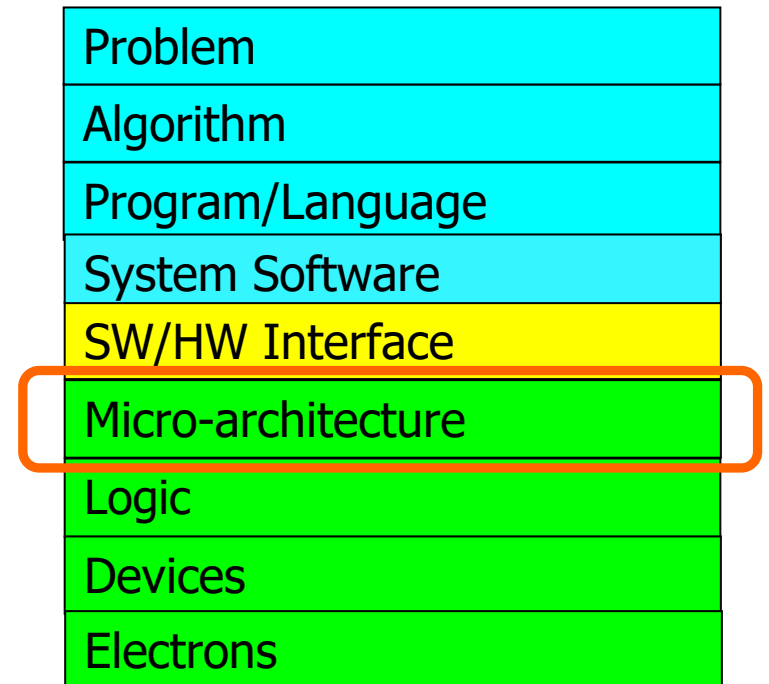 Problem
Algorithm
Program/Language
System Software
SW/HW Interface
Micro-architecture
Logic
Devices
Electrons